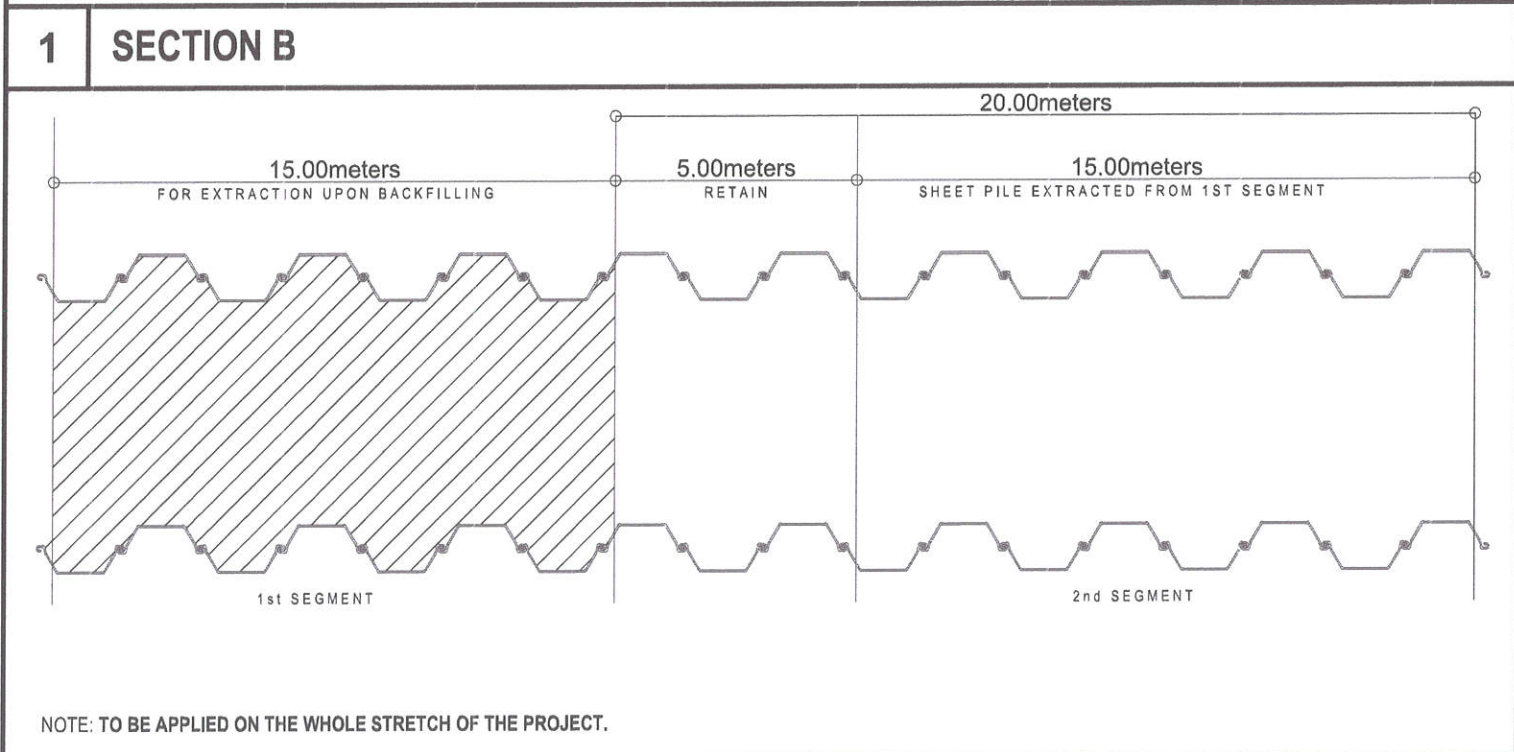 1 SECTION B
20.00meters
15.00meters
5.00meters
15.00meters
FOR EXTRACTION UPON BACKFILLING
RETAIN
SHEET PILE EXTRACTED FROM 1ST SEGMENT
1st SEGMENT
2nd SEGMENT
NOTE: TO BE APPLIED ON THE WHOLE STRETCH OF THE PROJECT.